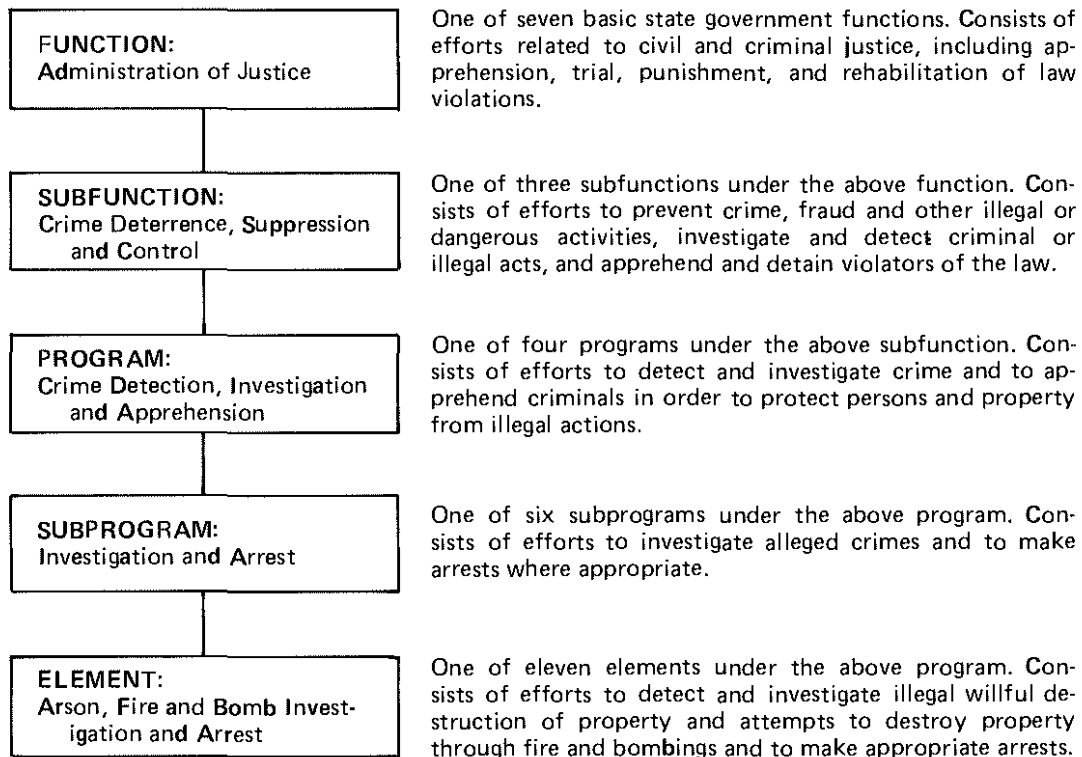 FUNCTION:
Administration of Justice
One of seven basic state government functions. Consists of
efforts related to civil and criminal justice, including ap-
prehension, trial, punishment, and rehabilitation of law
violations.
SUBFUNCTION:
Crime Deterrence, Suppression
and Control
One of three subfunctions under the above function. Con-
sists of efforts to prevent crime, fraud and other illegal or
dangerous activities, investigate and detect criminal or
illegal acts, and apprehend and detain violators of the law.
PROGRAM:
Crime Detection, Investigation
and Apprehension
One of four programs under the above subfunction. Con-
sists of efforts to detect and investigate crime and to ap-
prehend criminals in order to protect persons and property
from illegal actions.
SUBPROGRAM:
Investigation and Arrest
One of six subprograms under the above program. Con-
sists of efforts to investigate alleged crimes and to make
arrests where appropriate.
ELEMENT:
Arson, Fire and Bomb Invest-
igation and Arrest
One of eleven elements under the above program. Con-
sists of efforts to detect and investigate illegal willful de-
struction of property and attempts to destroy property
through fire and bombings and to make appropriate arrests.